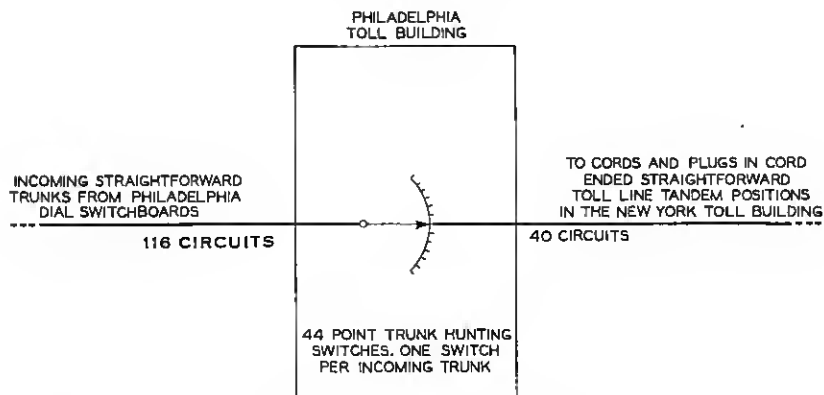 PHILADELPHIA
TOLL BUILDING
INCOMING STRAIGHTFORWARD
TRUNKS FROM PHILADELPHIA
DIAL SWITCHBOARDS
116 CIRCUITS
TO CORDS AND PLUGS IN CORD
ENDED STRAIGHTFORWARD
TOLL LINE TANDEM POSITIONS
IN THE NEW YORK TOLL BUILDING
40 CIRCUITS
44 POINT TRUNK HUNTING
SWITCHES. ONE SWITCH
PER INCOMING TRUNK